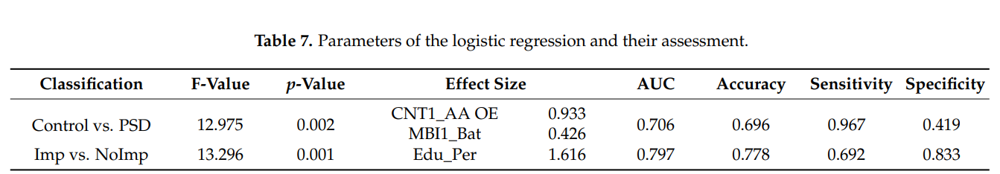 Table 7. Parameters of the logistic regression and their assessment.
Classification F-Value p-Value Effect Size AUC Accuracy Sensitivity Specificity
Control vs. PSD 12.975 0.002 CNT1_AA OE 0.933 0.706 0.696 0.967 0.419
MBI1_Bat 0.426
Imp vs. NoImp 13.296 0.001 Edu_Per 1.616 0.797 0.778 0.692 0.833